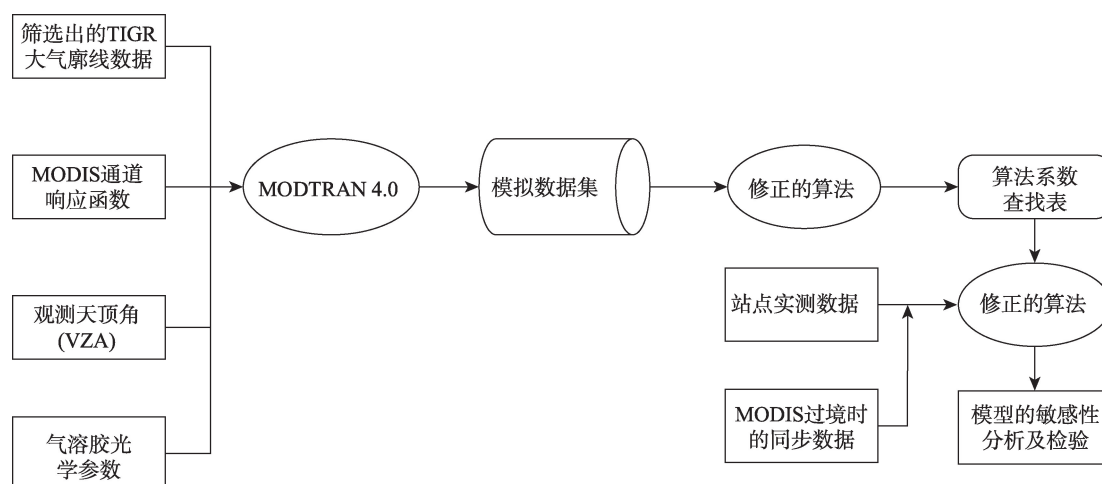 筛选出的TIGR
大气廓线数据
MODIS通道
响应函数
观测天顶角
(VZA)
气溶胶光
学参数
MODTRAN 4.0
模拟数据集
修正的算法
算法系数
查找表
站点实测数据
修正的算法
MODIS过境时
的同步数据
模型的敏感性
分析及检验